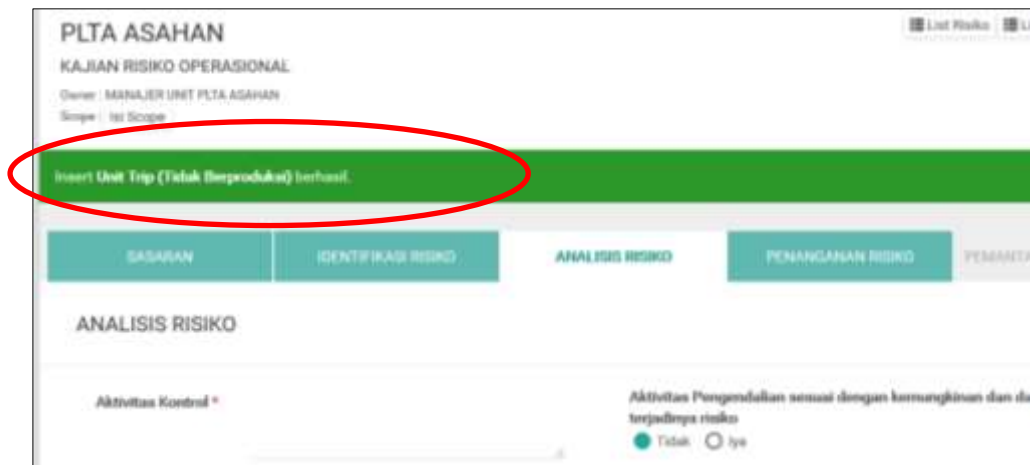 PLTA ASAHAN
List Risiko
KAJIAN RISIKO OPERASIONAL
Owner : MANAJER UNIT PLTA ASAHAN
Scope : Isi Scope
Insert Unit Trip (Tidak Berproduksi) berhasil.
SASARAN IDENTIFIKASI RISIKO ANALISIS RISIKO PENANGANAN RISIKO PEMANTA
ANALISIS RISIKO
Aktivitas Kontrol *
Aktivitas Pengendalian sesuai dengan kemungkinan dan da
terjadinya risiko
Tidak Iya